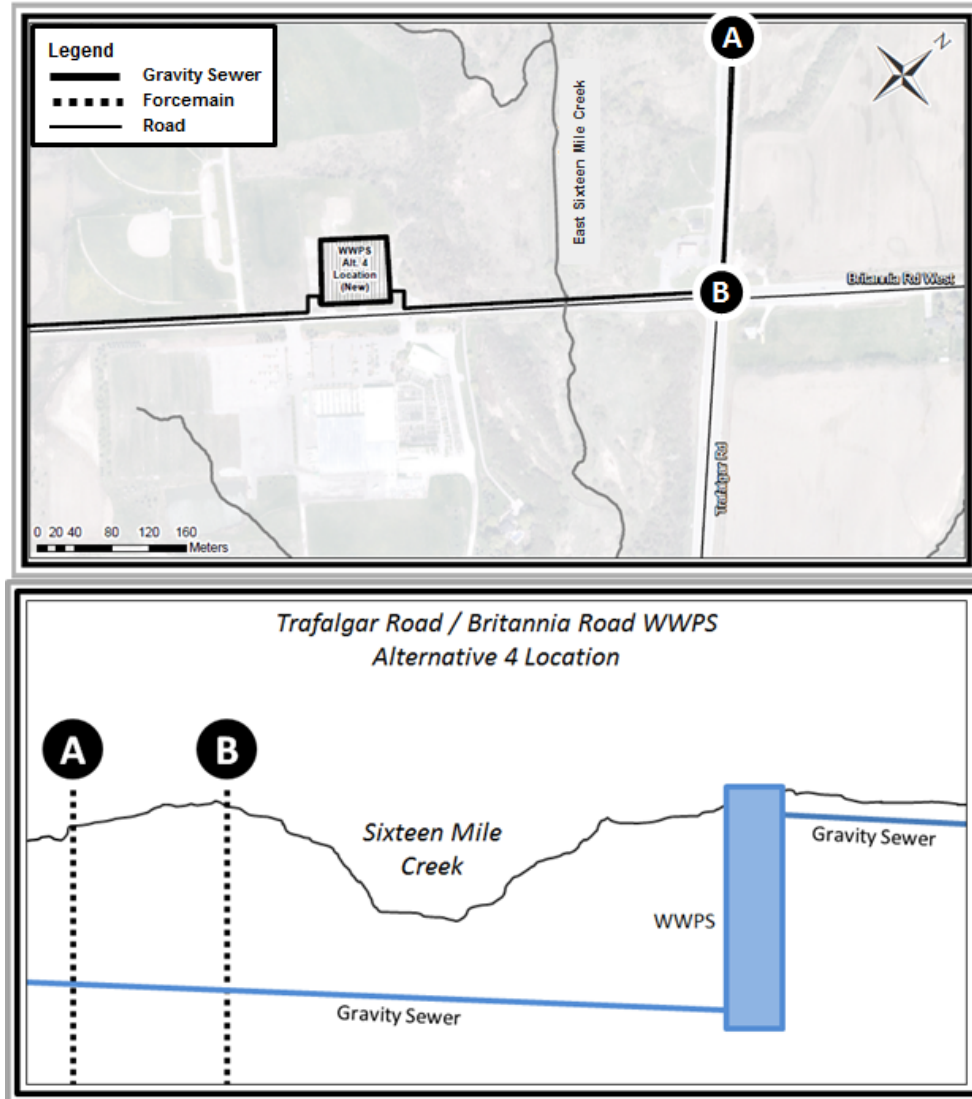 Legend
Gravity Sewer
Forcemain
Road
A
N
East Sixteen Mile Creek
WWPS
Alt. 4
Location
(New)
B
Britannia Rd West
Trafalgar Rd
0 20 40 80 120 160
Meters
Trafalgar Road / Britannia Road WWPS
Alternative 4 Location
A
B
Sixteen Mile
Creek
Gravity Sewer
WWPS
Gravity Sewer